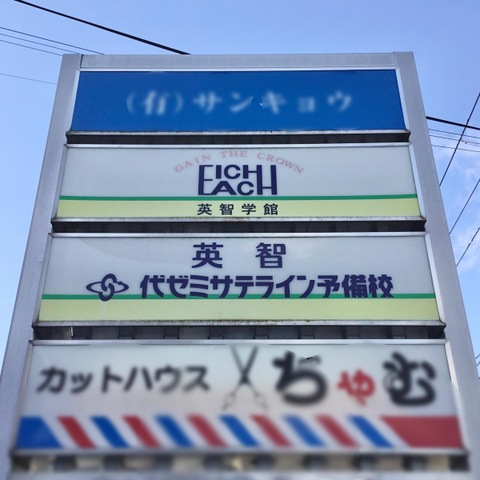 (有)サンキョウ
GAIN THE CROWN
EICH
EACH
英智学館
英智
代ゼミサテライン予備校
カットハウス ちゃむ